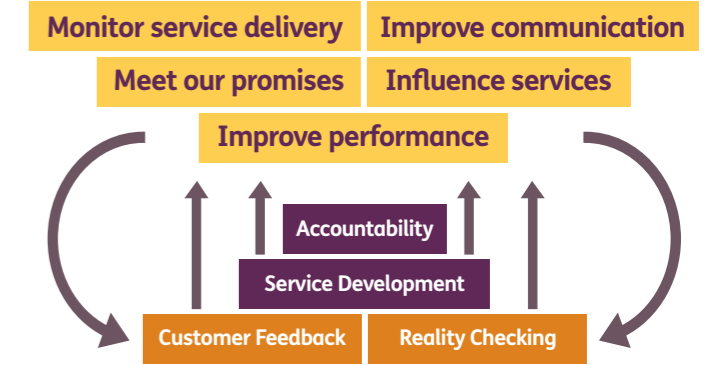 Monitor service delivery
Improve communication
Meet our promises
Influence services
Improve performance
Accountability
Service Development
Customer Feedback
Reality Checking